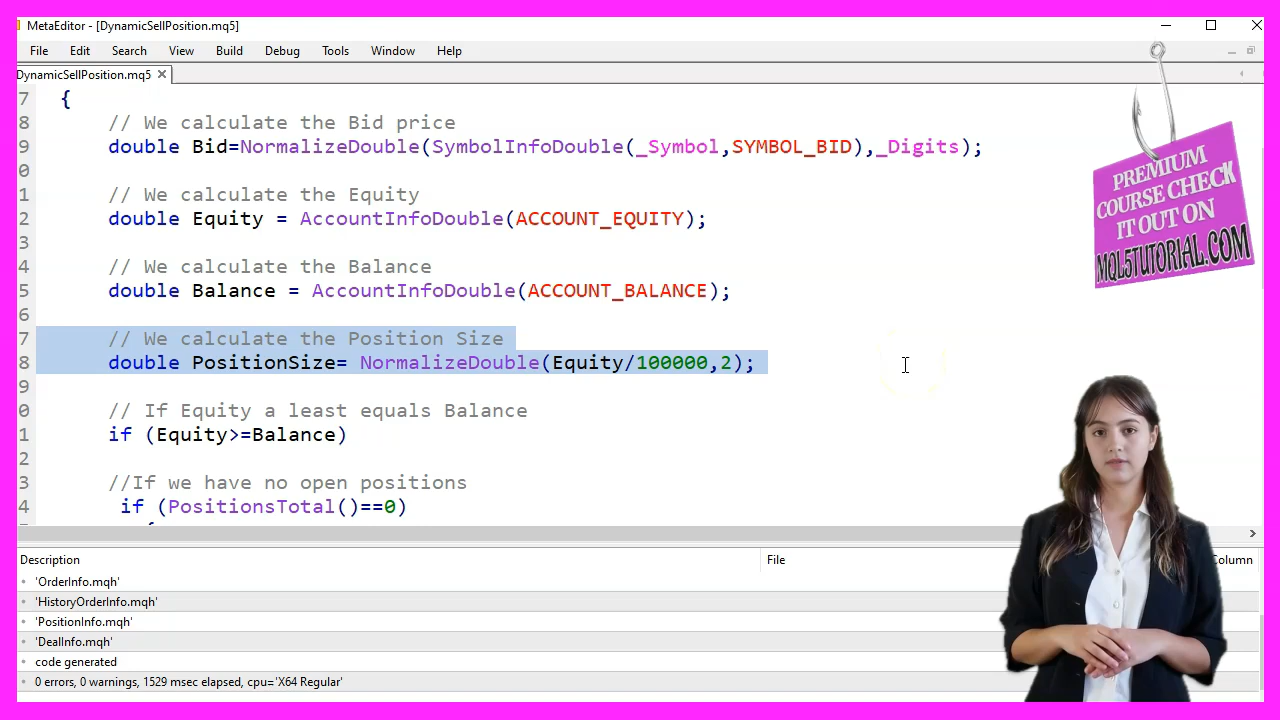 MetaEditor - [DynamicSellPosition.mq5]
File Edit Search View Build Debug Tools Window Help
DynamicSellPosition.mq5
7 {
8 // We calculate the Bid price
9 double Bid=NormalizeDouble(SymbolInfoDouble(_Symbol,SYMBOL_BID),_Digits);
0
1 // We calculate the Equity
2 double Equity = AccountInfoDouble(ACCOUNT_EQUITY);
3
4 // We calculate the Balance
5 double Balance = AccountInfoDouble(ACCOUNT_BALANCE);
6
7 // We calculate the Position Size
8 double PositionSize= NormalizeDouble(Equity/100000,2);
9
0 // If Equity a least equals Balance
1 if (Equity>=Balance)
2
3 //If we have no open positions
4 if (PositionsTotal()==0)
PREMIUM
COURSE CHECK
IT OUT ON
MQL5TUTORIAL.COM
Description File Column
'OrderInfo.mqh'
'HistoryOrderInfo.mqh'
'PositionInfo.mqh'
'DealInfo.mqh'
code generated
0 errors, 0 warnings, 1529 msec elapsed, cpu='X64 Regular'